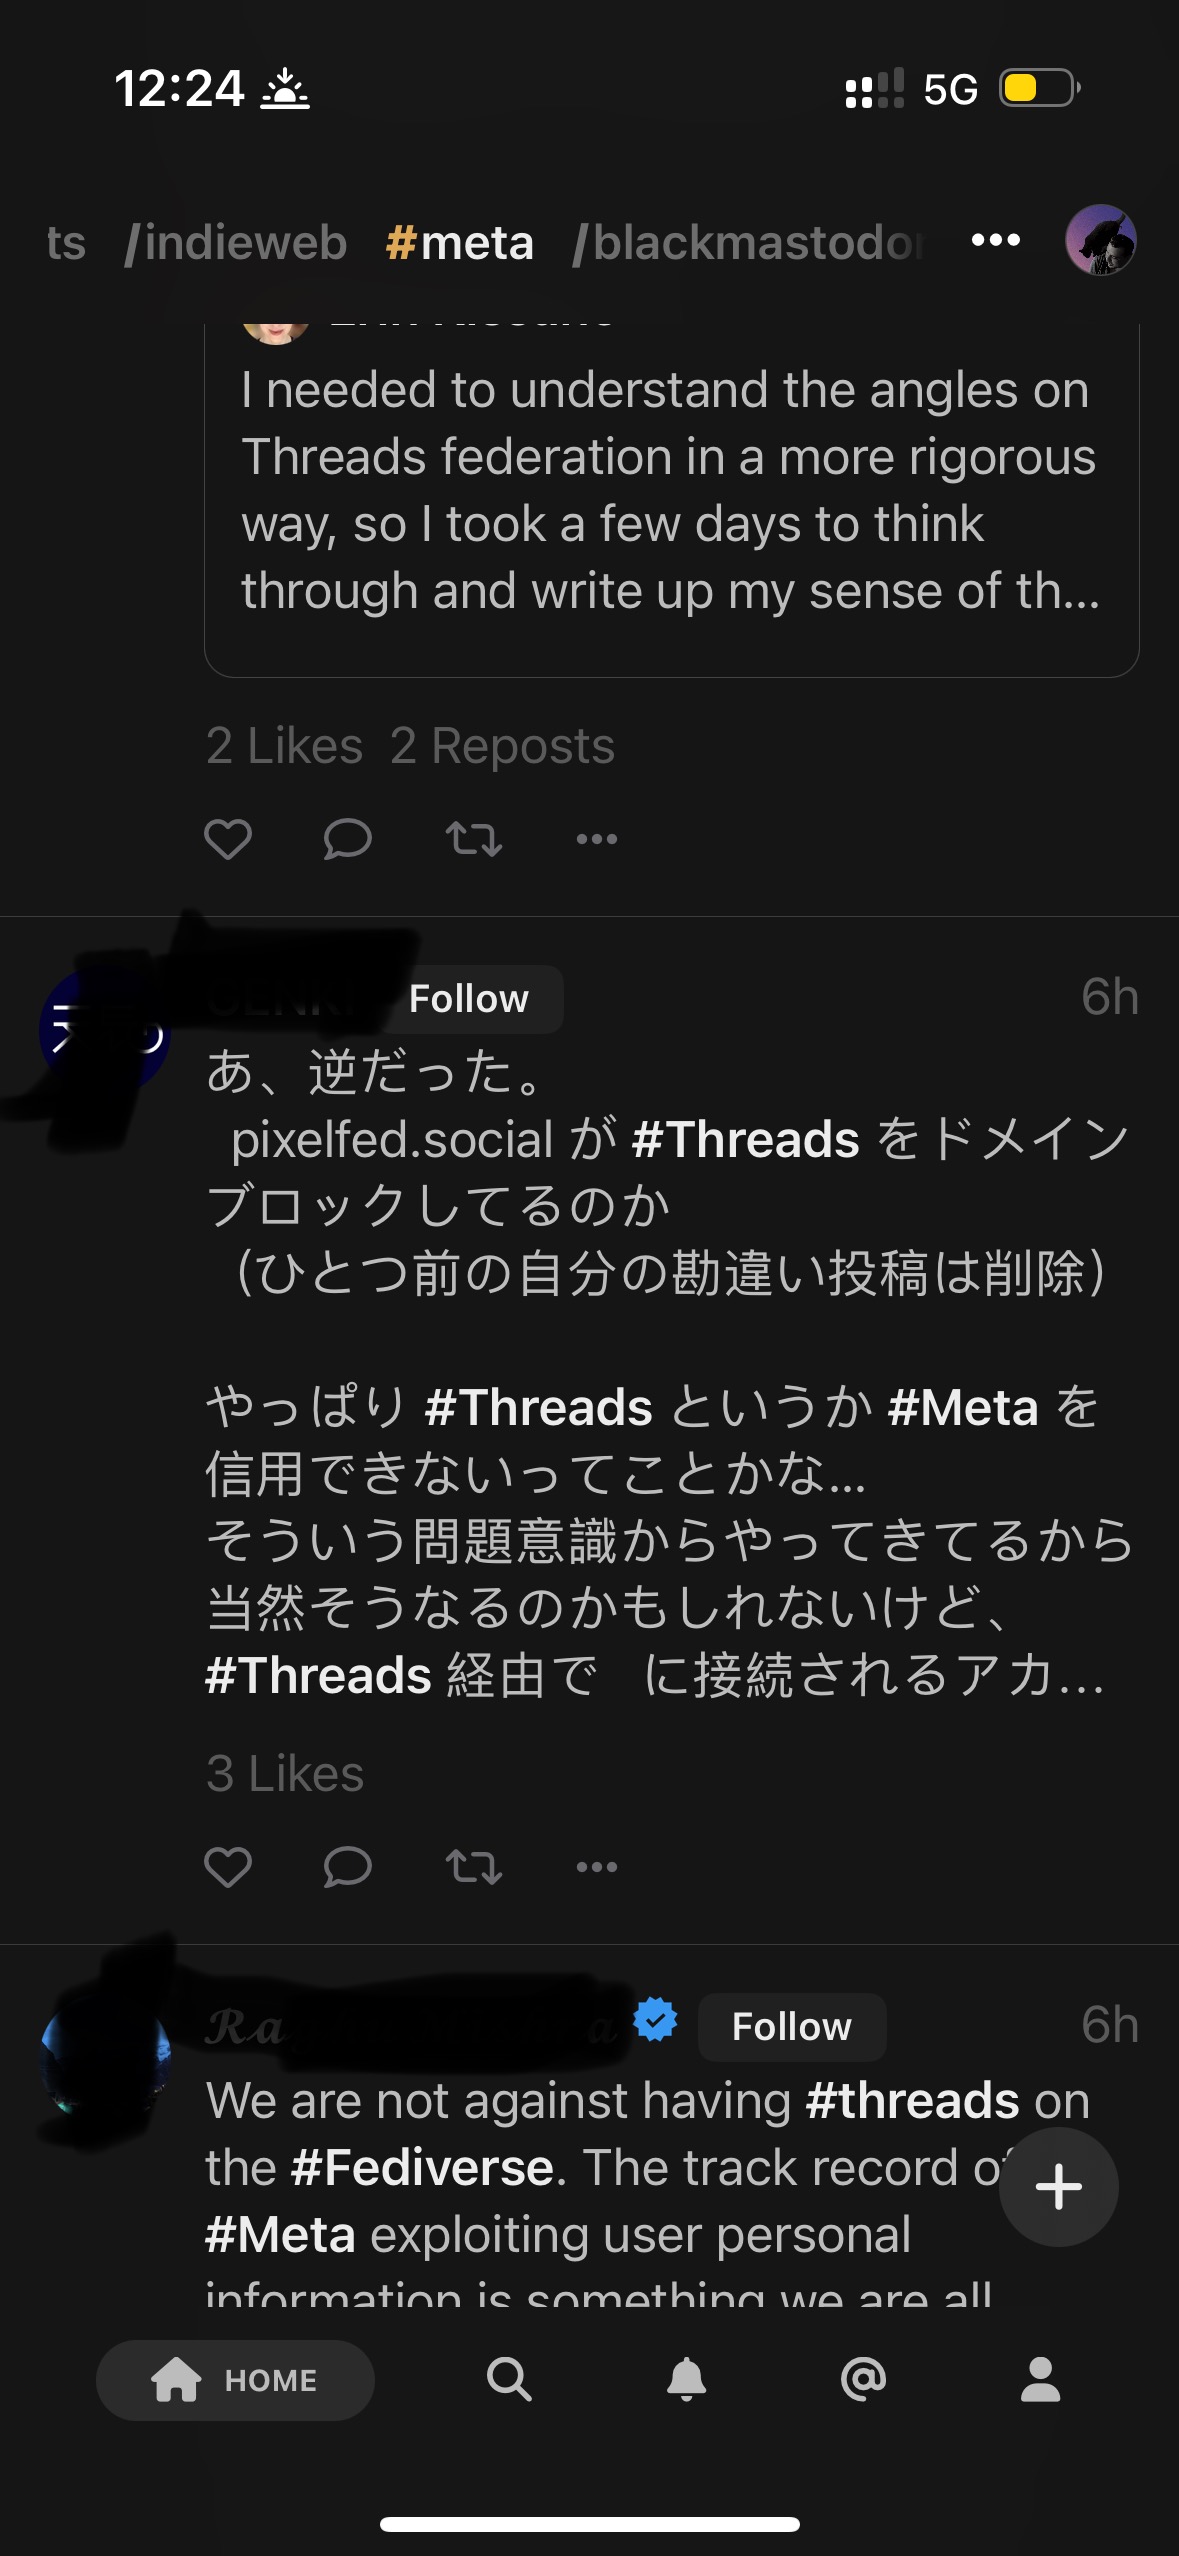 12:24
5G
ts /indieweb #meta /blackmastodon
I needed to understand the angles on
Threads federation in a more rigorous
way, so I took a few days to think
through and write up my sense of th...
2 Likes 2 Reposts
Follow
6h
あ、逆だった。
pixelfed.social が #Threads をドメイン
ブロックしてるのか
（ひとつ前の自分の勘違い投稿は削除）
やっぱり #Threads というか #Meta を
信用できないってことかな...
そういう問題意識からやってきてるから
当然そうなるのかもしれないけど、
#Threads 経由で に接続されるアカ...
3 Likes
Follow
6h
We are not against having #threads on
the #Fediverse. The track record of
#Meta exploiting user personal
information is something we are all
HOME